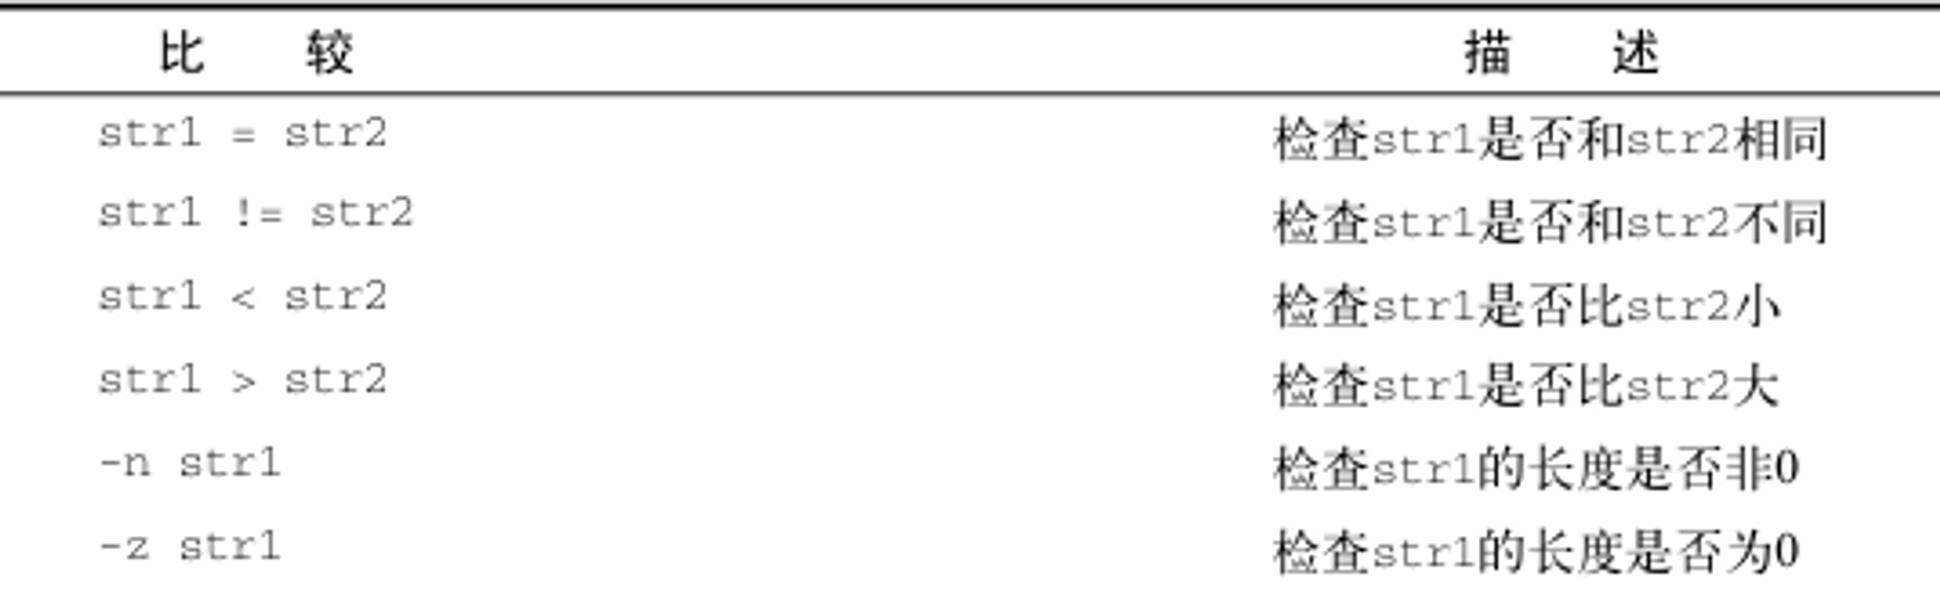 比 较 描 述
str1 = str2 检查str1是否和str2相同
str1 != str2 检查str1是否和str2不同
str1 < str2 检查str1是否比str2小
str1 > str2 检查str1是否比str2大
-n str1 检查str1的长度是否非0
-z str1 检查str1的长度是否为0